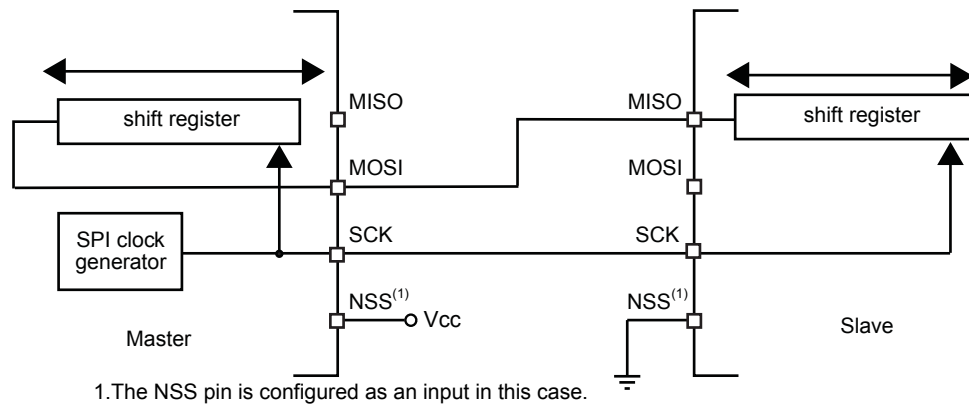 MISO
MISO
shift register
shift register
MOSI
MOSI
SPI clock
generator
SCK
SCK
NSS(1)
Vcc
NSS(1)
Master
Slave
1.The NSS pin is configured as an input in this case.